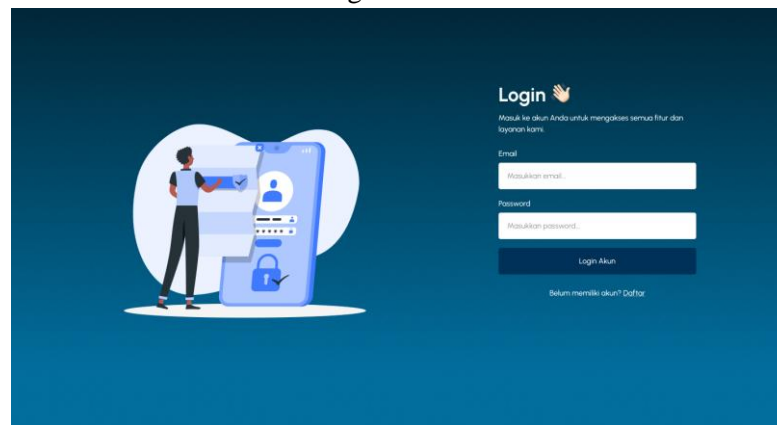 Login 👋🏻
Masuk ke akun Anda untuk mengakses semua fitur dan
layanan kami.
Email
Masukkan email..
Password
Masukkan password..
Login Akun
Belum memiliki akun? Daftar